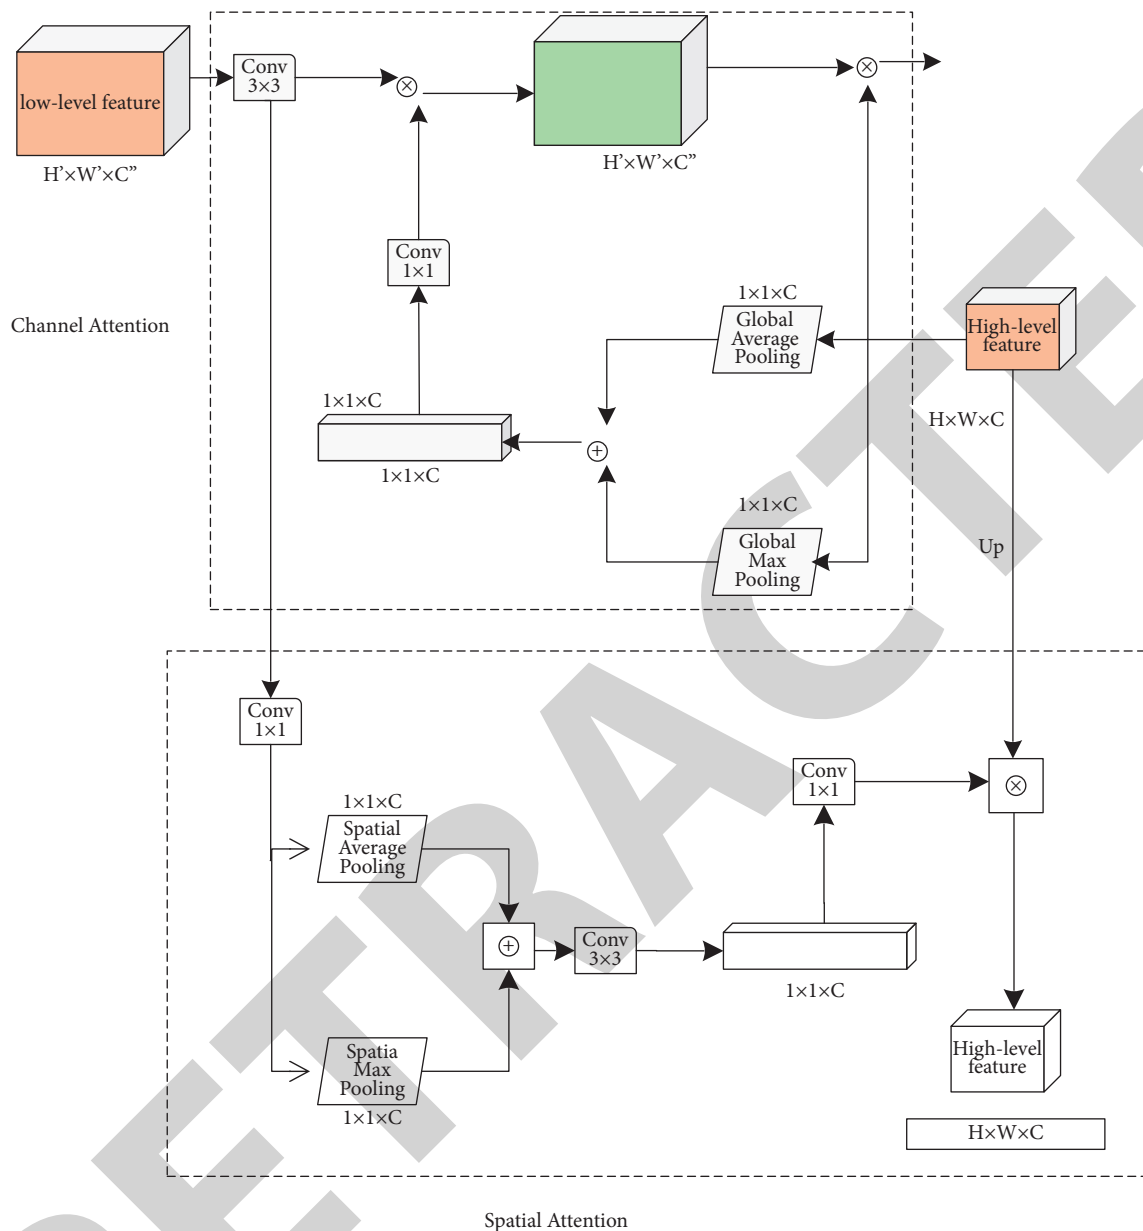 low-level feature
H'×W'×C”
Conv
3×3
H'×W'×C”
Conv
1×1
Channel Attention
1×1×C
Global
Average
Pooling
High-level
feature
H×W×C
1×1×C
1×1×C
1×1×C
Global
Max
Pooling
Up
Conv
1×1
1×1×C
Spatial
Average
Pooling
Conv
1×1
Conv
3×3
1×1×C
Spatia
Max
Pooling
1×1×C
High-level
feature
H×W×C
Spatial Attention
RETRACTED